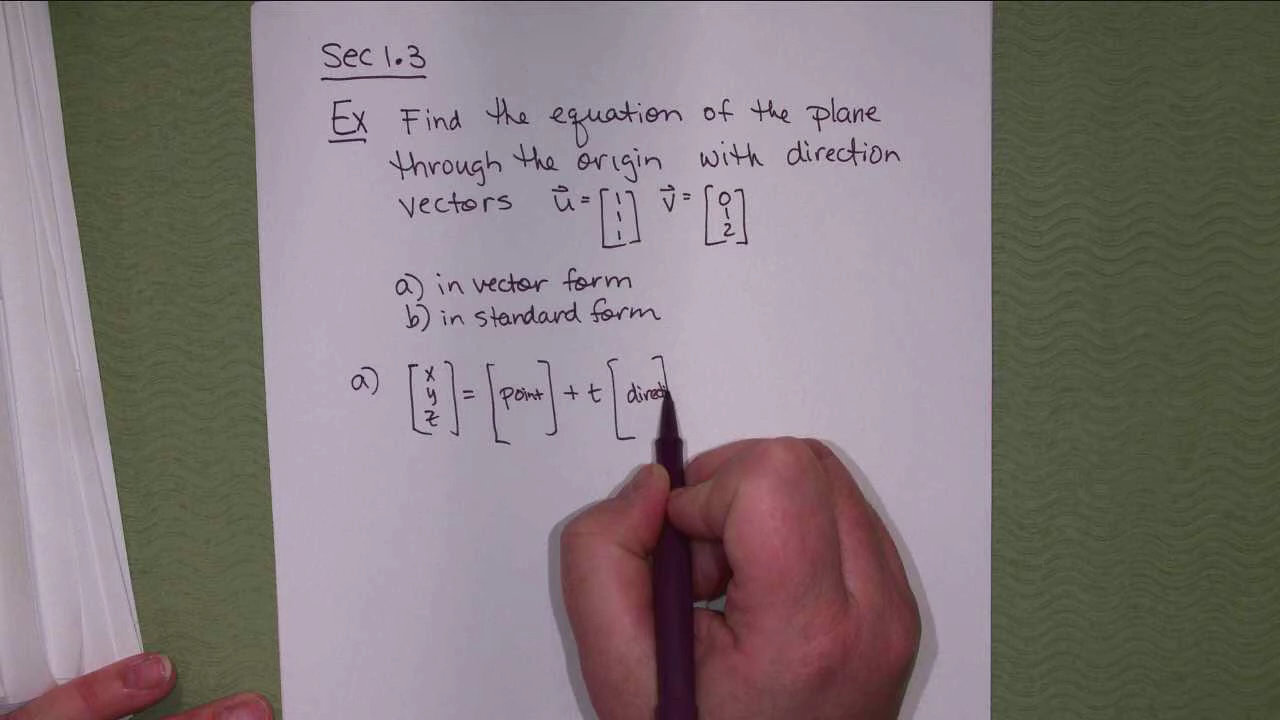 Sec 1.3
Ex Find the equation of the plane
through the origin with direction
vectors u⃗ = [1 1 1] v⃗ = [0 1 2]
a) in vector form
b) in standard form
a) [x y z] = [point] + t [directi